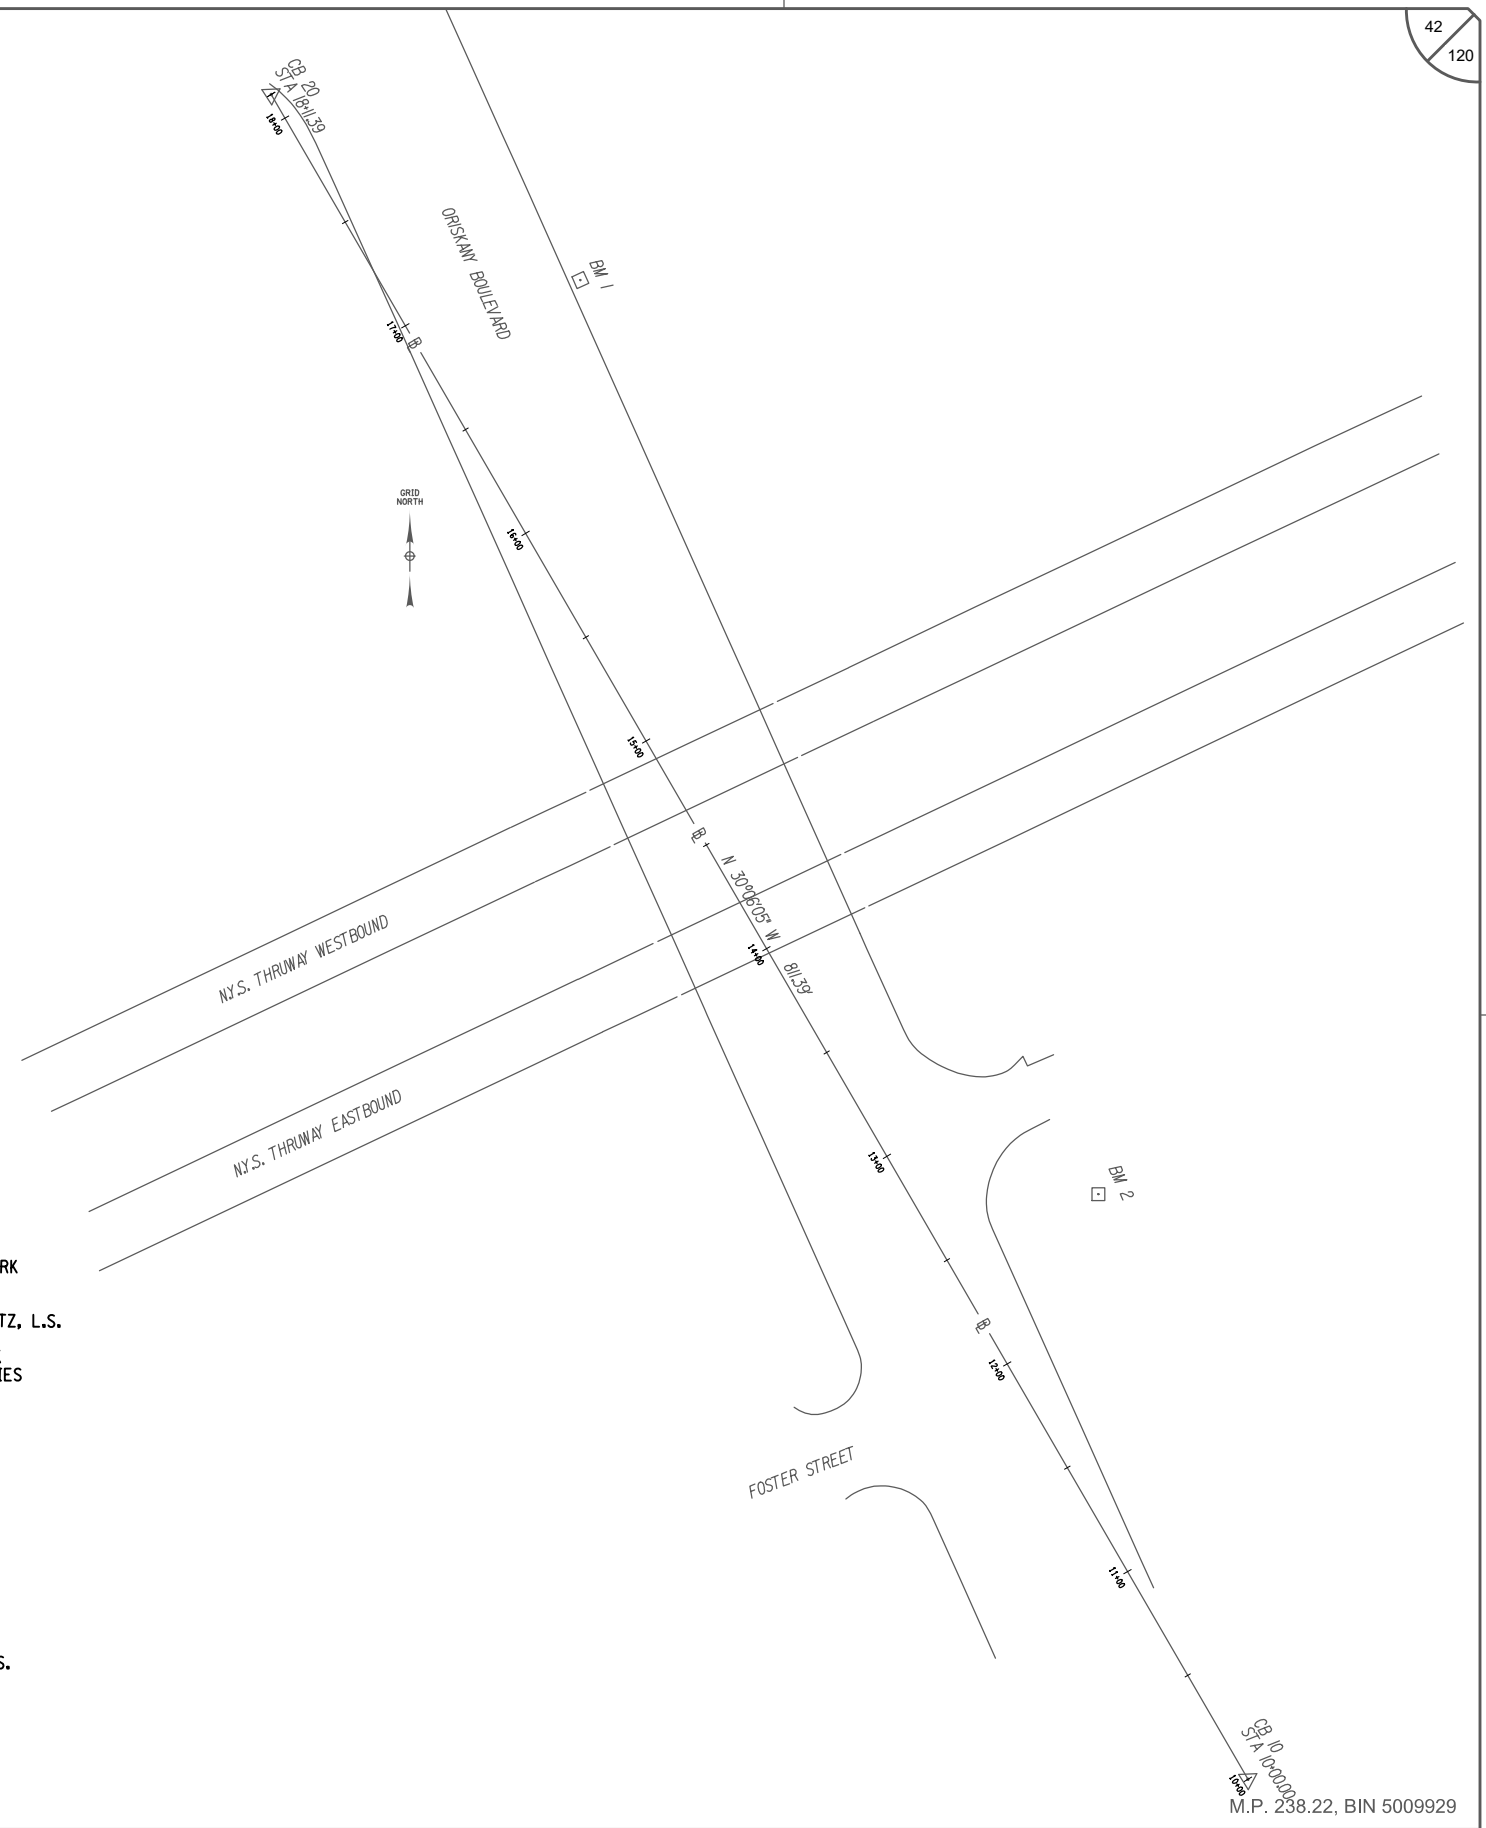 42
120
CB 20
STA 18+11.39
18+00
ORISKANY BOULEVARD
BM 1
17+00
GRID
NORTH
16+00
15+00
N 30°06'05" W 811.39'
14+00
N.Y.S. THRUWAY WESTBOUND
N.Y.S. THRUWAY EASTBOUND
13+00
BM 2
RK
TZ, L.S.
IES
12+00
FOSTER STREET
11+00
S.
CB 10
STA 10+00.00
10+00
M.P. 238.22, BIN 5009929